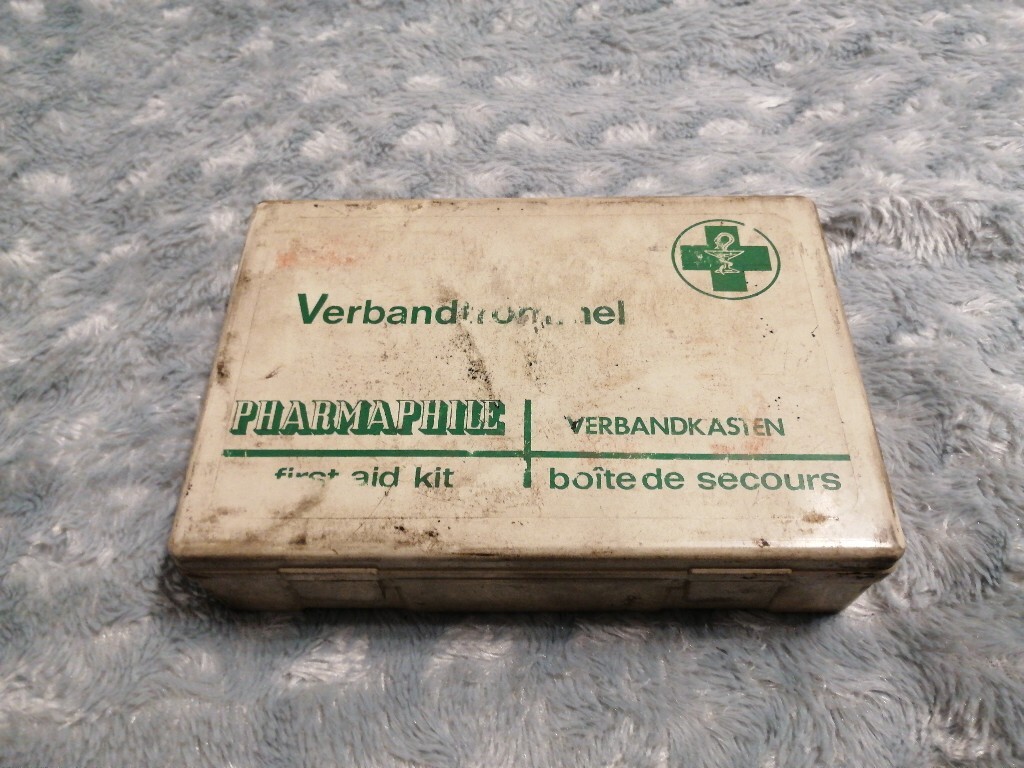 Verbandtrommel
PHARMAPHILE
VERBANDKASTEN
first aid kit
boîte de secours